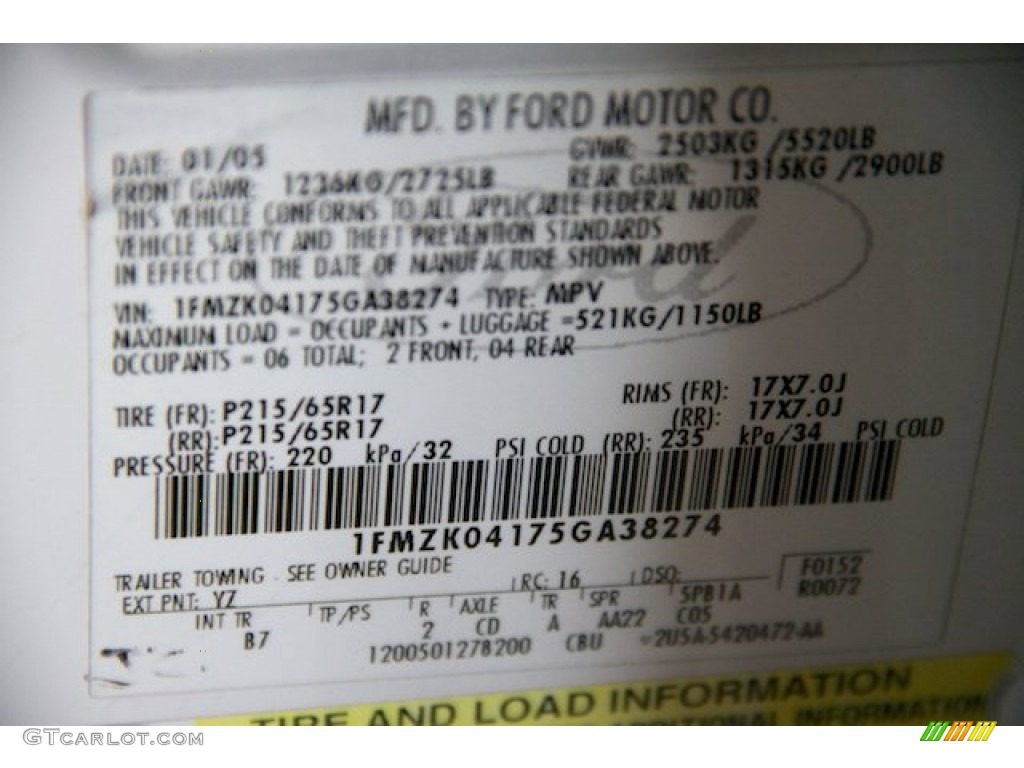 MFD. BY FORD MOTOR CO.
DATE: 01/05 GVWR: 2503KG /5520LB
FRONT GAWR: 1236KG/2725LB REAR GAWR: 1315KG /2900LB
THIS VEHICLE CONFORMS TO ALL APPLICABLE FEDERAL MOTOR
VEHICLE SAFETY AND THEFT PREVENTION STANDARDS
IN EFFECT ON THE DATE OF MANUFACTURE SHOWN ABOVE.
VIN: 1FMZK04175GA38274 TYPE: MPV
MAXIMUM LOAD = OCCUPANTS + LUGGAGE =521KG/1150LB
OCCUPANTS = 06 TOTAL; 2 FRONT, 04 REAR
TIRE (FR): P215/65R17 RIMS (FR): 17X7.0J
(RR): P215/65R17 (RR): 17X7.0J
PRESSURE (FR): 220 kPa/32 PSI COLD (RR): 235 kPa/34 PSI COLD
1FMZK04175GA38274
TRAILER TOWING - SEE OWNER GUIDE F0152
EXT PNT: YZ RC: 16 DSO: SPB1A R0072
INT TR TP/PS R AXLE TR SPR C05
B7 2 CD A AA22
1200501278200 CBU 2U5A-5420472-AA
Ford
TIRE AND LOAD INFORMATION
ADDITIONAL INFORMATION
GTcarlot.com